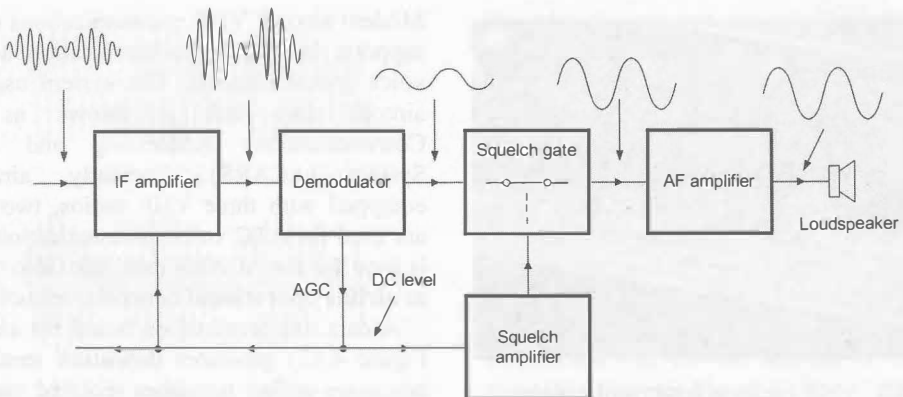 IF amplifier
Demodulator
Squelch gate
AF amplifier
Loudspeaker
AGC
DC level
Squelch
amplifier